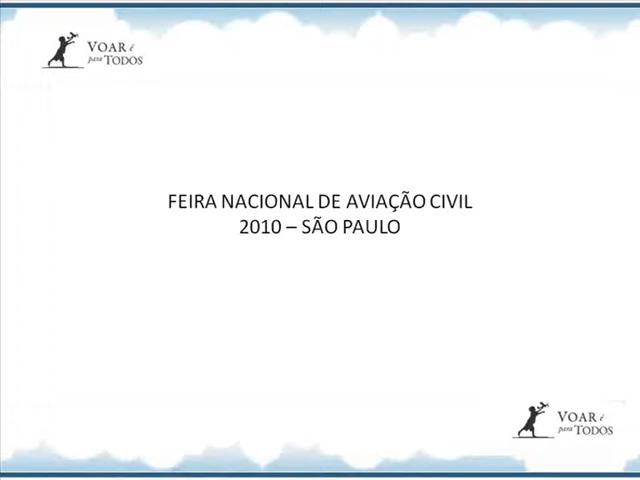 VOAR é
para TODOS
FEIRA NACIONAL DE AVIAÇÃO CIVIL
2010 – SÃO PAULO
VOAR é
para TODOS